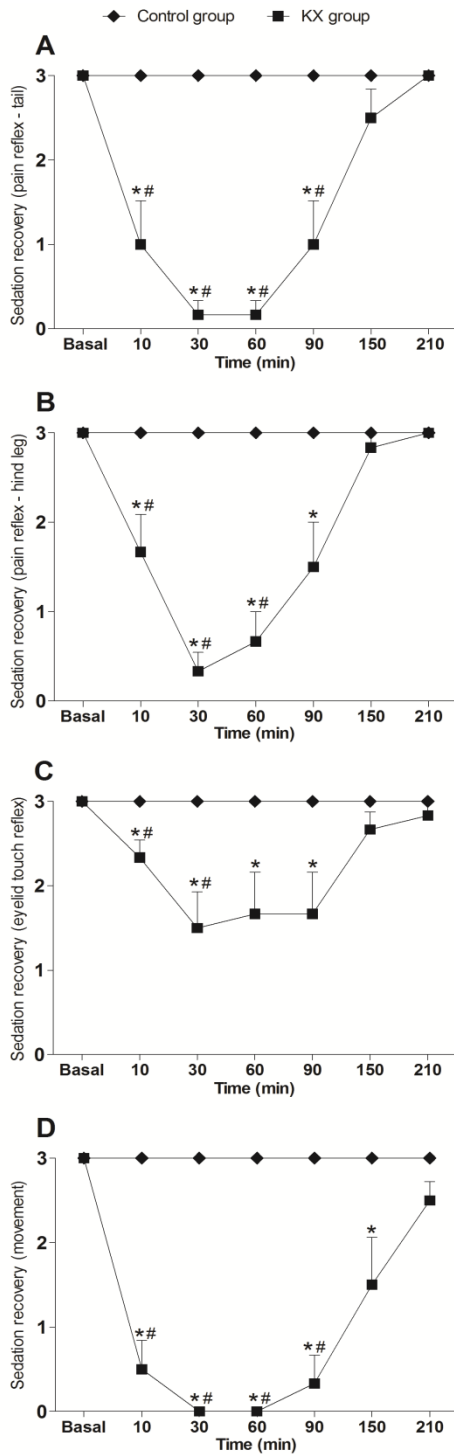 Control group KX group
A
Sedation recovery (pain reflex - tail)
3
2
1
0
*# *# *# *#
Basal 10 30 60 90 150 210
Time (min)
B
Sedation recovery (pain reflex - hind leg)
3
2
1
0
*# *# *# *
Basal 10 30 60 90 150 210
Time (min)
C
Sedation recovery (eyelid touch reflex)
3
2
1
0
*# *# * *
Basal 10 30 60 90 150 210
Time (min)
D
Sedation recovery (movement)
3
2
1
0
*# *# *# *# *
Basal 10 30 60 90 150 210
Time (min)